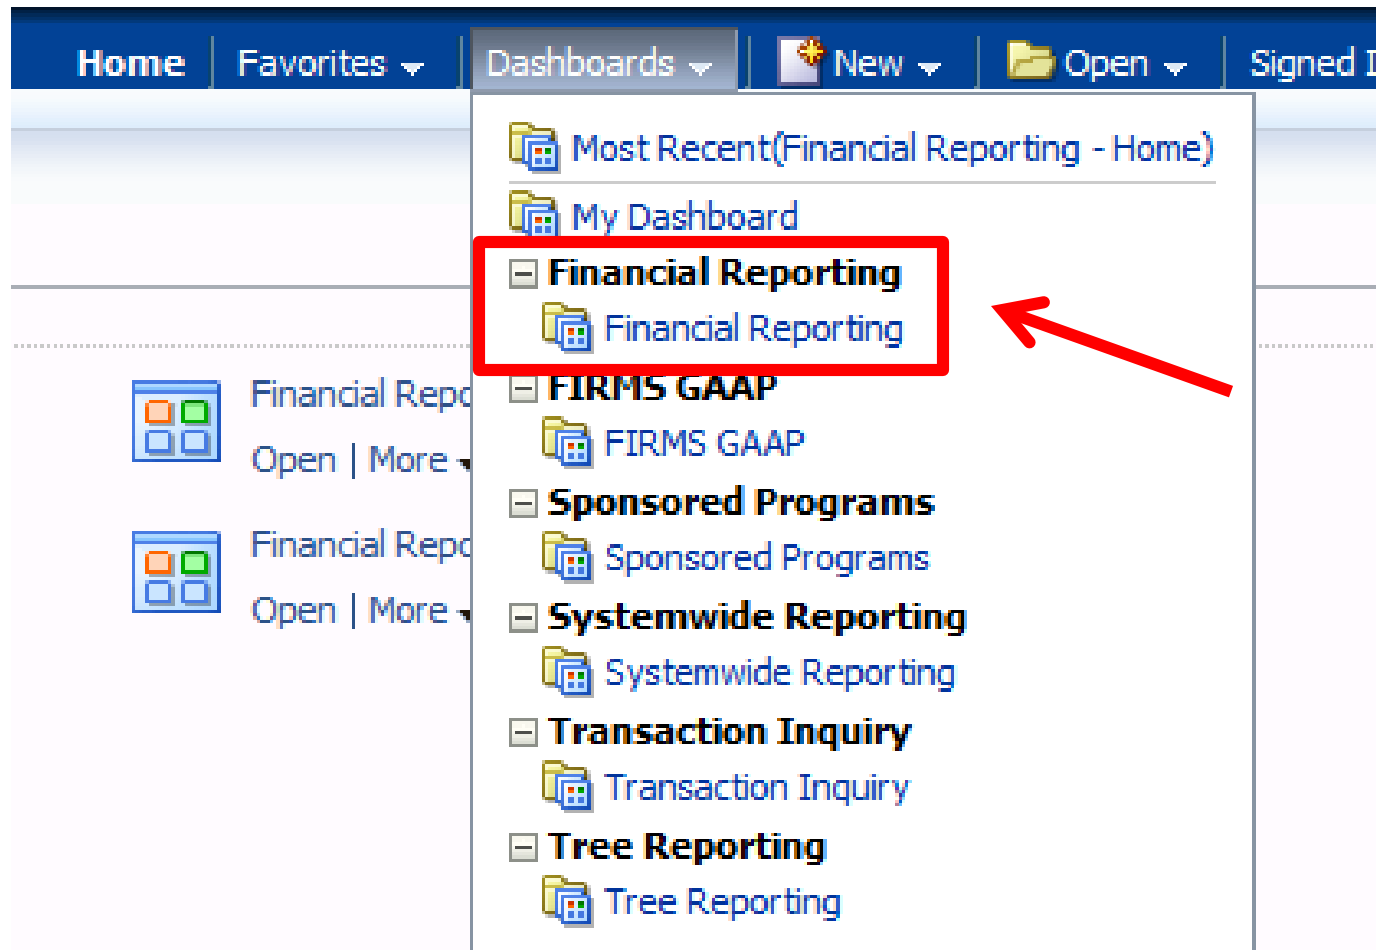 Home Favorites Dashboards New Open Signed
Most Recent(Financial Reporting - Home)
My Dashboard
Financial Reporting
Financial Reporting
FIRMS GAAP
FIRMS GAAP
Sponsored Programs
Sponsored Programs
Systemwide Reporting
Systemwide Reporting
Transaction Inquiry
Transaction Inquiry
Tree Reporting
Tree Reporting
Financial Repo
Open | More
Financial Repo
Open | More